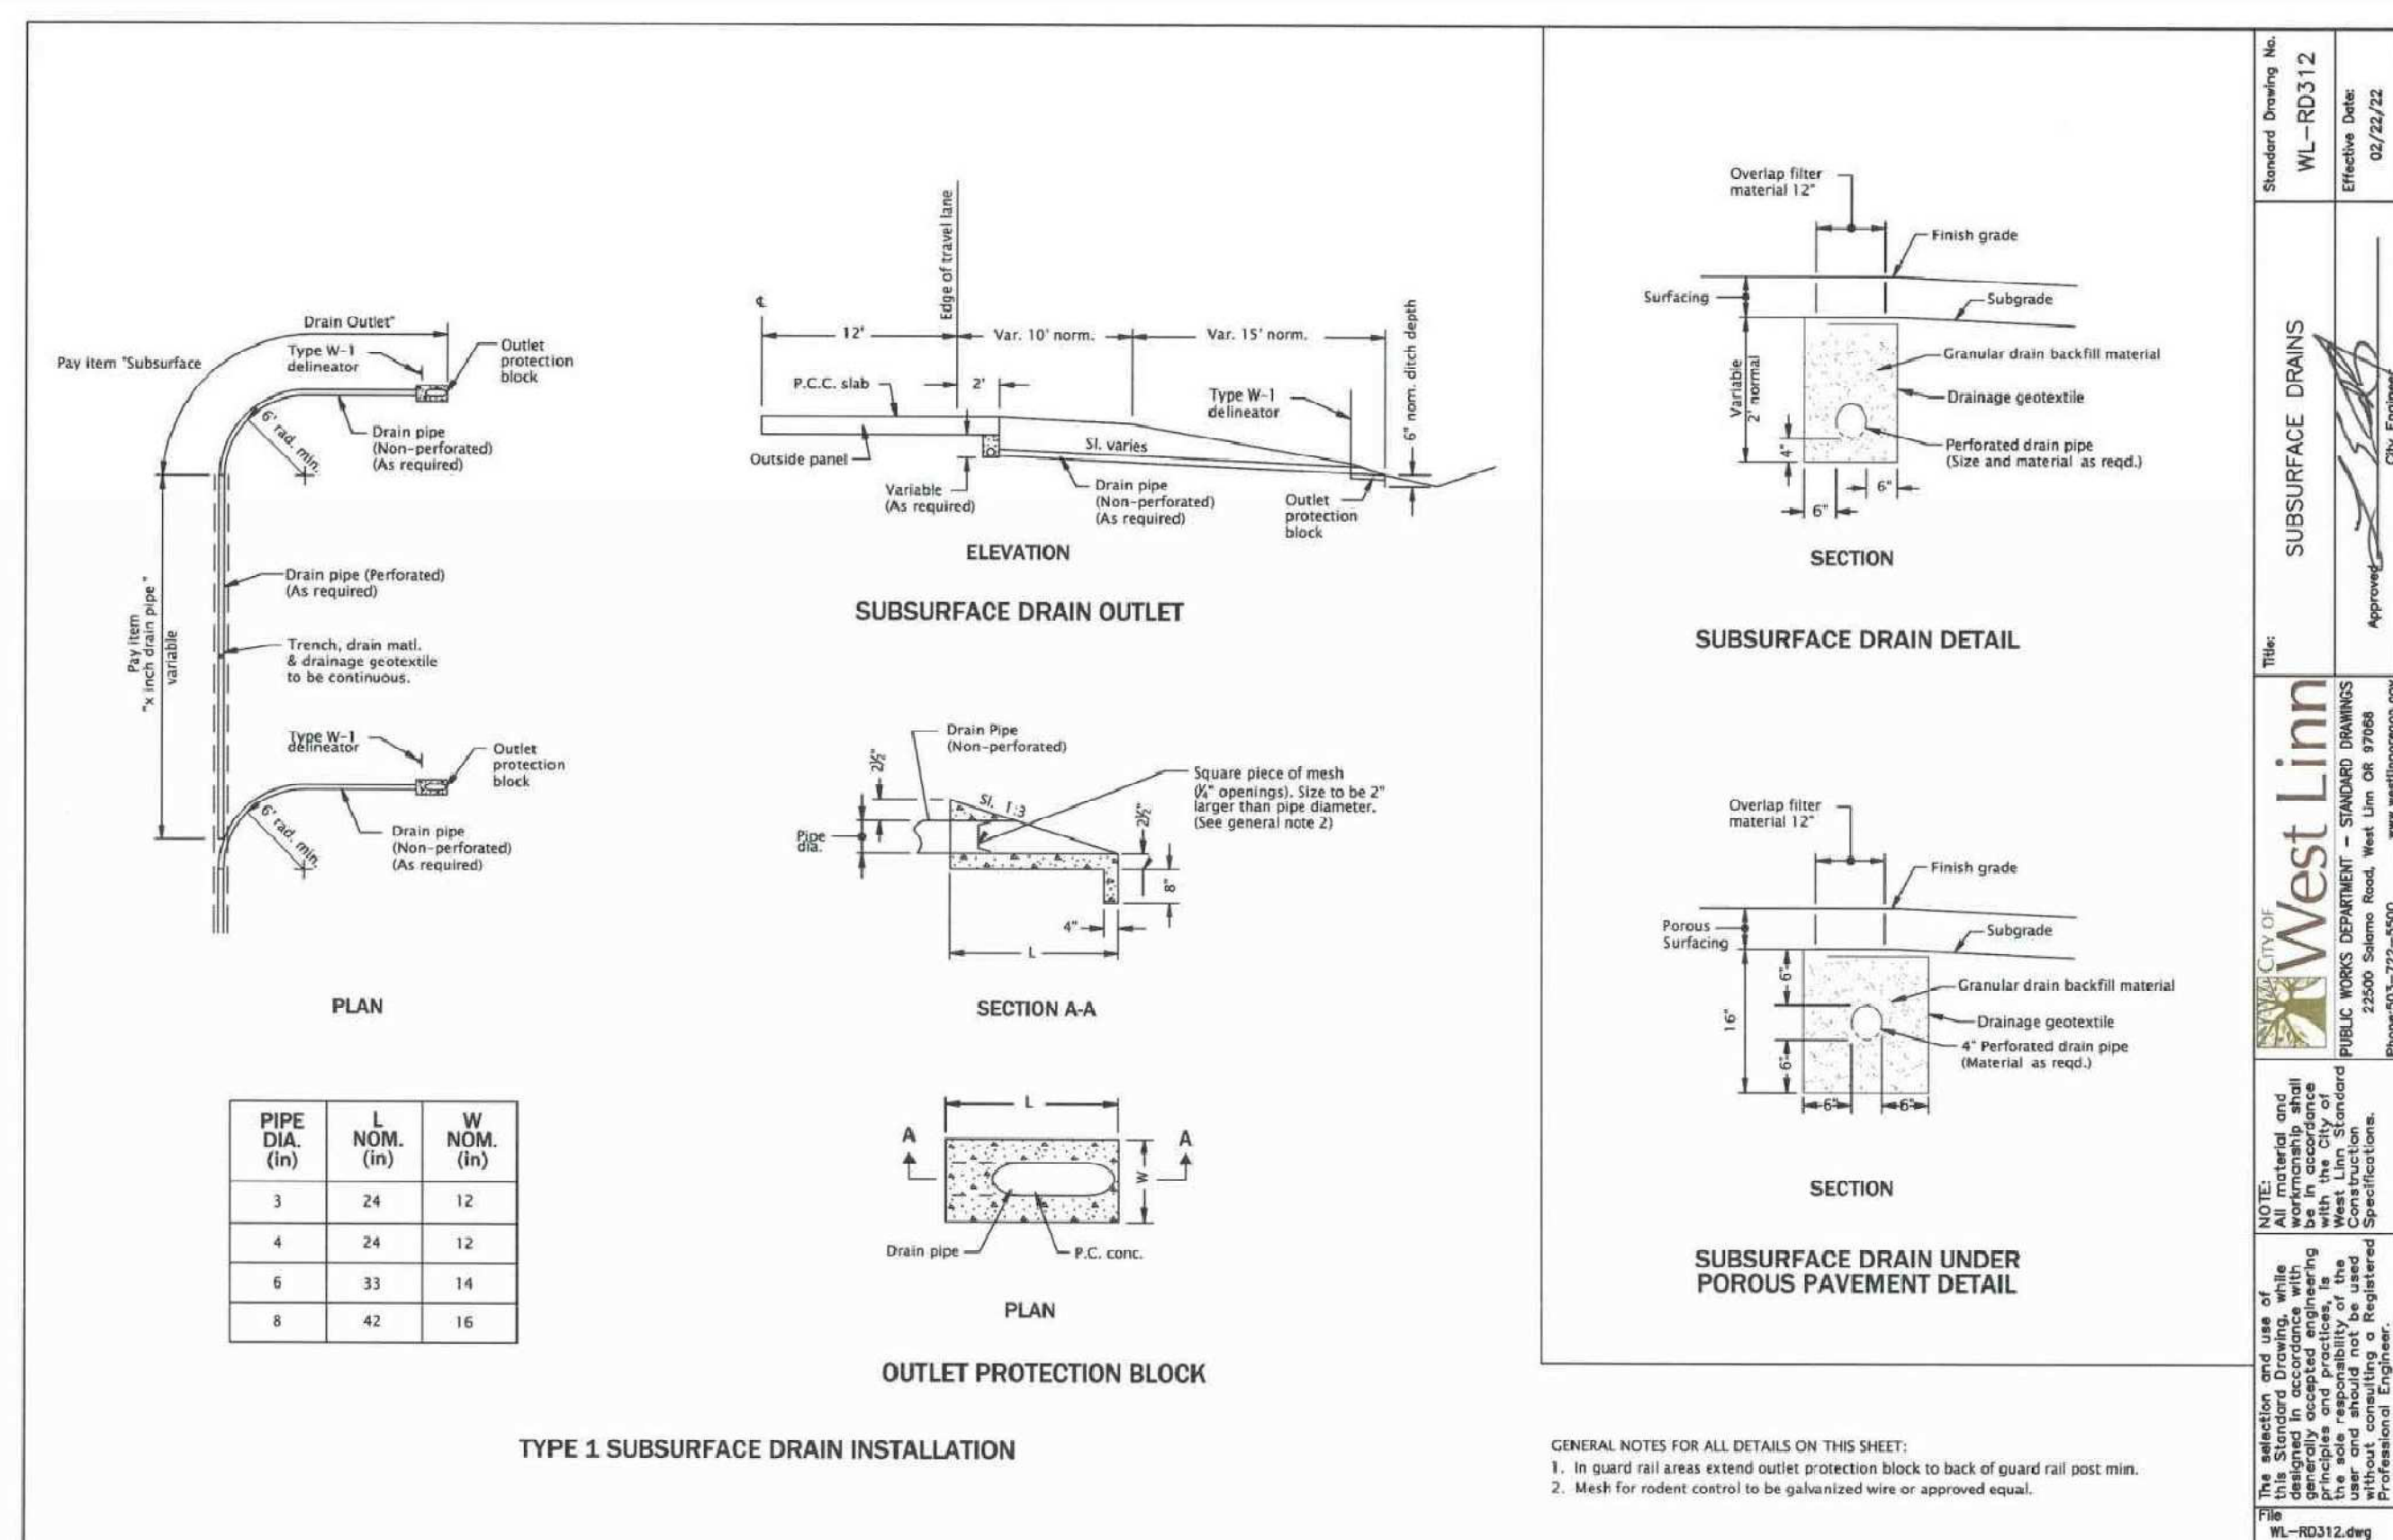 Drain Outlet"
Pay item "Subsurface
Type W-1
delineator
Outlet
protection
block
6' rad. min.
Drain pipe
(Non-perforated)
(As required)
Pay item
"x inch drain pipe"
variable
Drain pipe (Perforated)
(As required)
Trench, drain matl.
& drainage geotextile
to be continuous.
Type W-1
delineator
Outlet
protection
block
6' rad. min.
Drain pipe
(Non-perforated)
(As required)
PLAN
PIPE DIA. (in) L NOM. (in) W NOM. (in)
3 24 12
4 24 12
6 33 14
8 42 16
℄
Edge of travel lane
12'
Var. 10' norm.
Var. 15' norm.
6" nom. ditch depth
P.C.C. slab
2'
Type W-1
delineator
Outside panel
Sl. varies
Variable
(As required)
Drain pipe
(Non-perforated)
(As required)
Outlet
protection
block
ELEVATION
SUBSURFACE DRAIN OUTLET
Drain Pipe
(Non-perforated)
2½"
Sl. 1:3
Square piece of mesh
(¼" openings). Size to be 2"
larger than pipe diameter.
(See general note 2)
Pipe
dia.
2½"
8"
4"
L
SECTION A-A
L
A
A
W
Drain pipe
P.C. conc.
PLAN
OUTLET PROTECTION BLOCK
TYPE 1 SUBSURFACE DRAIN INSTALLATION
Overlap filter
material 12"
Finish grade
Surfacing
Subgrade
Variable
2' normal
Granular drain backfill material
Drainage geotextile
4"
Perforated drain pipe
(Size and material as reqd.)
6"
6"
SECTION
SUBSURFACE DRAIN DETAIL
Overlap filter
material 12"
Finish grade
Porous
Surfacing
Subgrade
6"
Granular drain backfill material
16"
Drainage geotextile
4" Perforated drain pipe
(Material as reqd.)
6"
6"
6"
SECTION
SUBSURFACE DRAIN UNDER
POROUS PAVEMENT DETAIL
GENERAL NOTES FOR ALL DETAILS ON THIS SHEET:
1. In guard rail areas extend outlet protection block to back of guard rail post min.
2. Mesh for rodent control to be galvanized wire or approved equal.
Standard Drawing No.
WL-RD312
Effective Date:
02/22/22
Title:
SUBSURFACE DRAINS
Approved
City Engineer
CITY OF
West Linn
PUBLIC WORKS DEPARTMENT - STANDARD DRAWINGS
22500 Salamo Road, West Linn OR 97068
Phone:503-722-5500 www.westlinnoregon.gov
NOTE:
All material and
workmanship shall
be in accordance
with the City of
West Linn Standard
Construction
Specifications.
The selection and use of
this Standard Drawing, while
designed in accordance with
generally accepted engineering
principles and practices, is
the sole responsibility of the
user and should not be used
without consulting a Registered
Professional Engineer.
File
WL-RD312.dwg